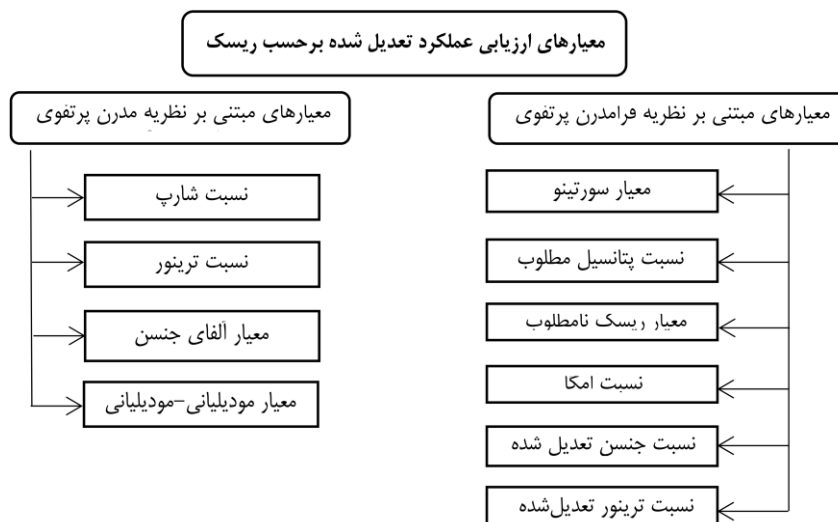 معیارهای ارزیابی عملکرد تعدیل شده برحسب ریسک
معیارهای مبتنی بر نظریه فرامدرن پرتفوی
معیار سورتینو
نسبت پتانسیل مطلوب
معیار ریسک نامطلوب
نسبت امکا
نسبت جنسن تعدیل شده
نسبت ترینور تعدیل‌شده
معیارهای مبتنی بر نظریه مدرن پرتفوی
نسبت شارپ
نسبت ترینور
معیار آلفای جنسن
معیار مودیلیانی-مودیلیانی